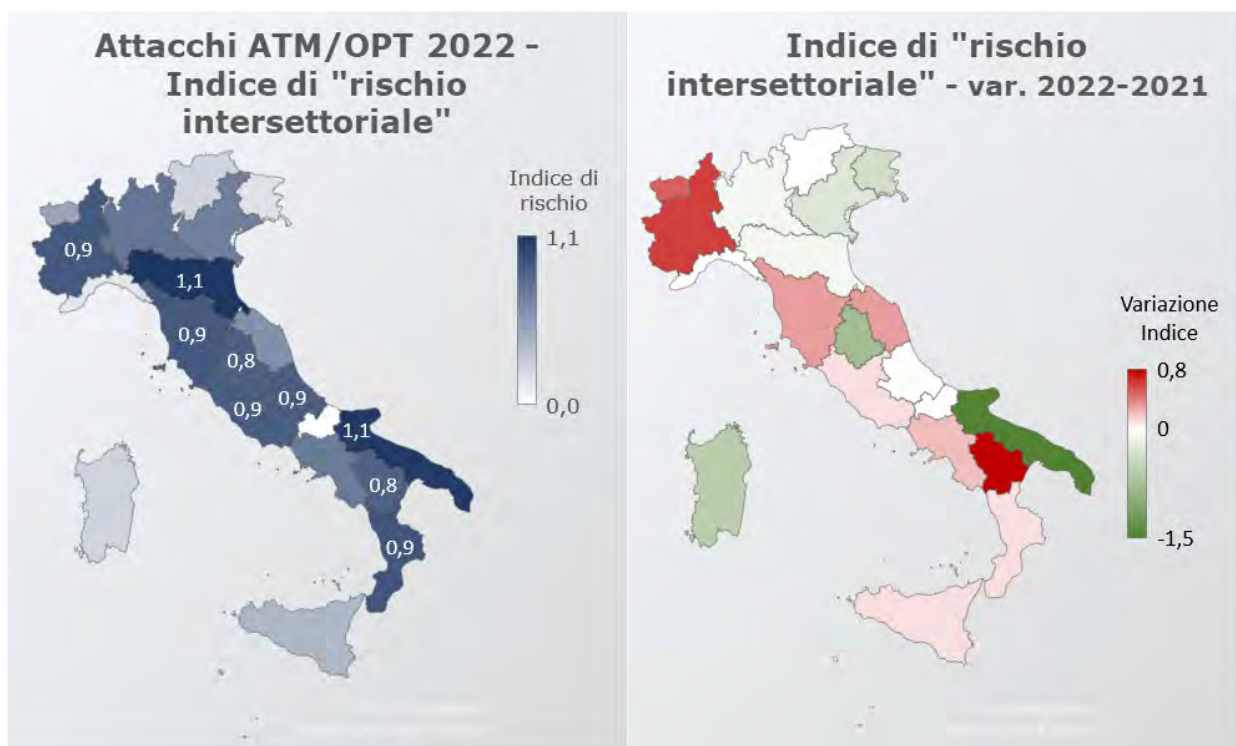 Attacchi ATM/OPT 2022 -
Indice di "rischio
intersettoriale"
Indice di
rischio
1,1
0,0
0,9
1,1
0,9
0,8
0,9
0,9
1,1
0,8
0,9
Indice di "rischio
intersettoriale" - var. 2022-2021
Variazione
Indice
0,8
0
-1,5